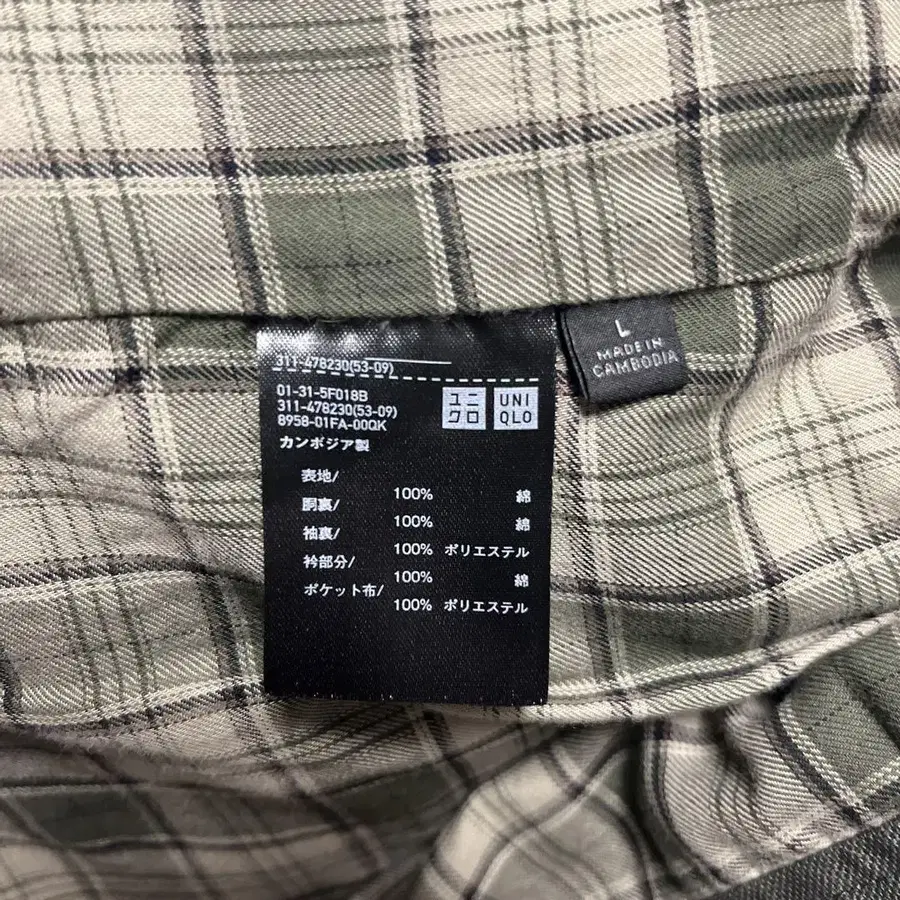 311-478230(53-09)
01-31-5F018B
311-478230(53-09)
8958-01FA-00QK
カンボジア製
ユニ
クロ
UNI
QLO
表地/
100% 綿
胴裏/
100% 綿
袖裏/
100% ポリエステル
衿部分/
100% 綿
ポケット布/
100% ポリエステル
L
MADE IN
CAMBODIA